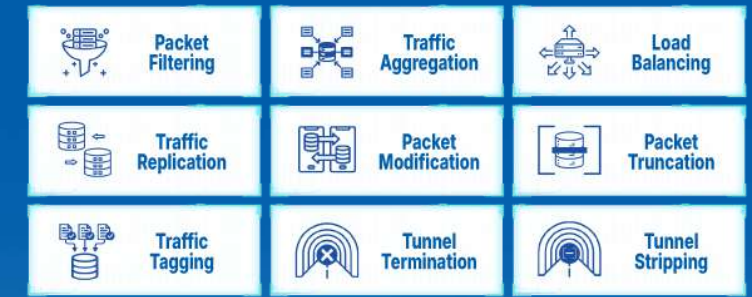 Packet
Filtering
Traffic
Aggregation
Load
Balancing
Traffic
Replication
Packet
Modification
Packet
Truncation
Traffic
Tagging
Tunnel
Termination
Tunnel
Stripping